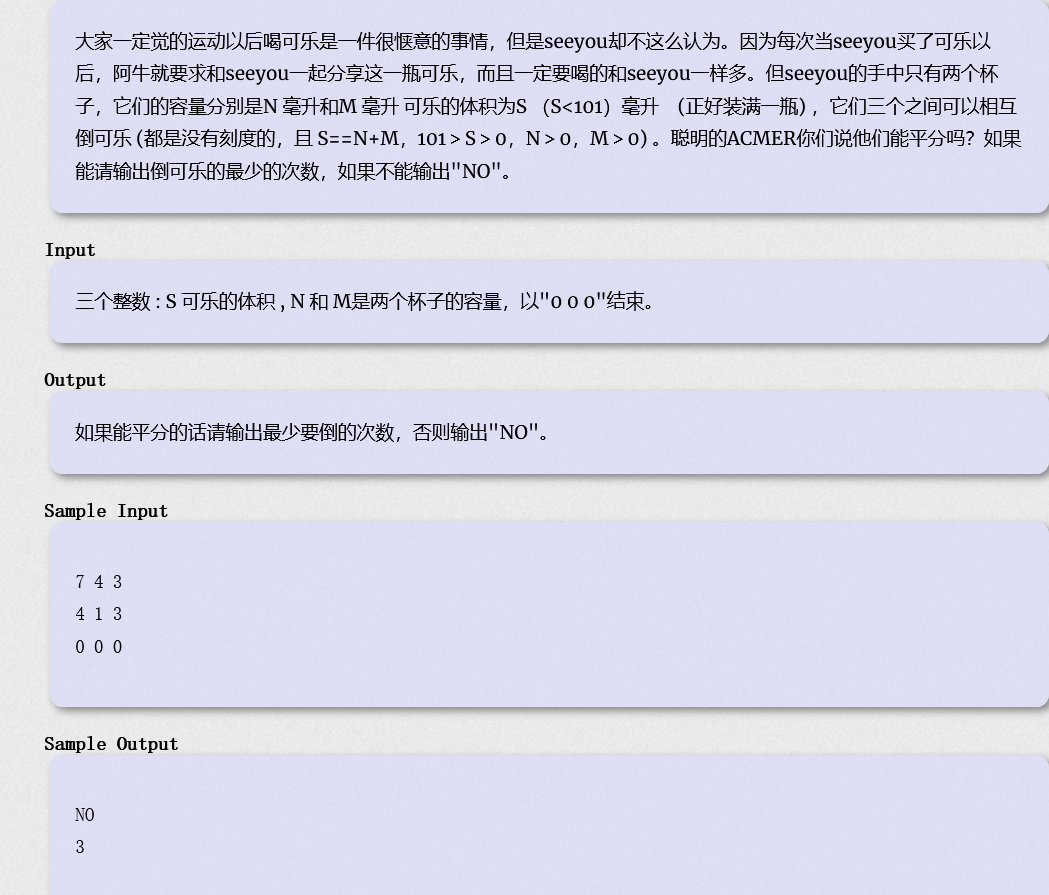 大家一定觉的运动以后喝可乐是一件很惬意的事情，但是seeyou却不这么认为。因为每次当seeyou买了可乐以
后，阿牛就要求和seeyou一起分享这一瓶可乐，而且一定要喝的和seeyou一样多。但seeyou的手中只有两个杯
子，它们的容量分别是N 毫升和M 毫升 可乐的体积为S （S<101）毫升　（正好装满一瓶），它们三个之间可以相互
倒可乐 (都是没有刻度的，且 S==N+M，101＞S＞0，N＞0，M＞0) 。聪明的ACMER你们说他们能平分吗？如果
能请输出倒可乐的最少的次数，如果不能输出"NO"。
Input
三个整数 : S 可乐的体积 , N 和 M是两个杯子的容量，以"0 0 0"结束。
Output
如果能平分的话请输出最少要倒的次数，否则输出"NO"。
Sample Input
7 4 3
4 1 3
0 0 0
Sample Output
NO
3